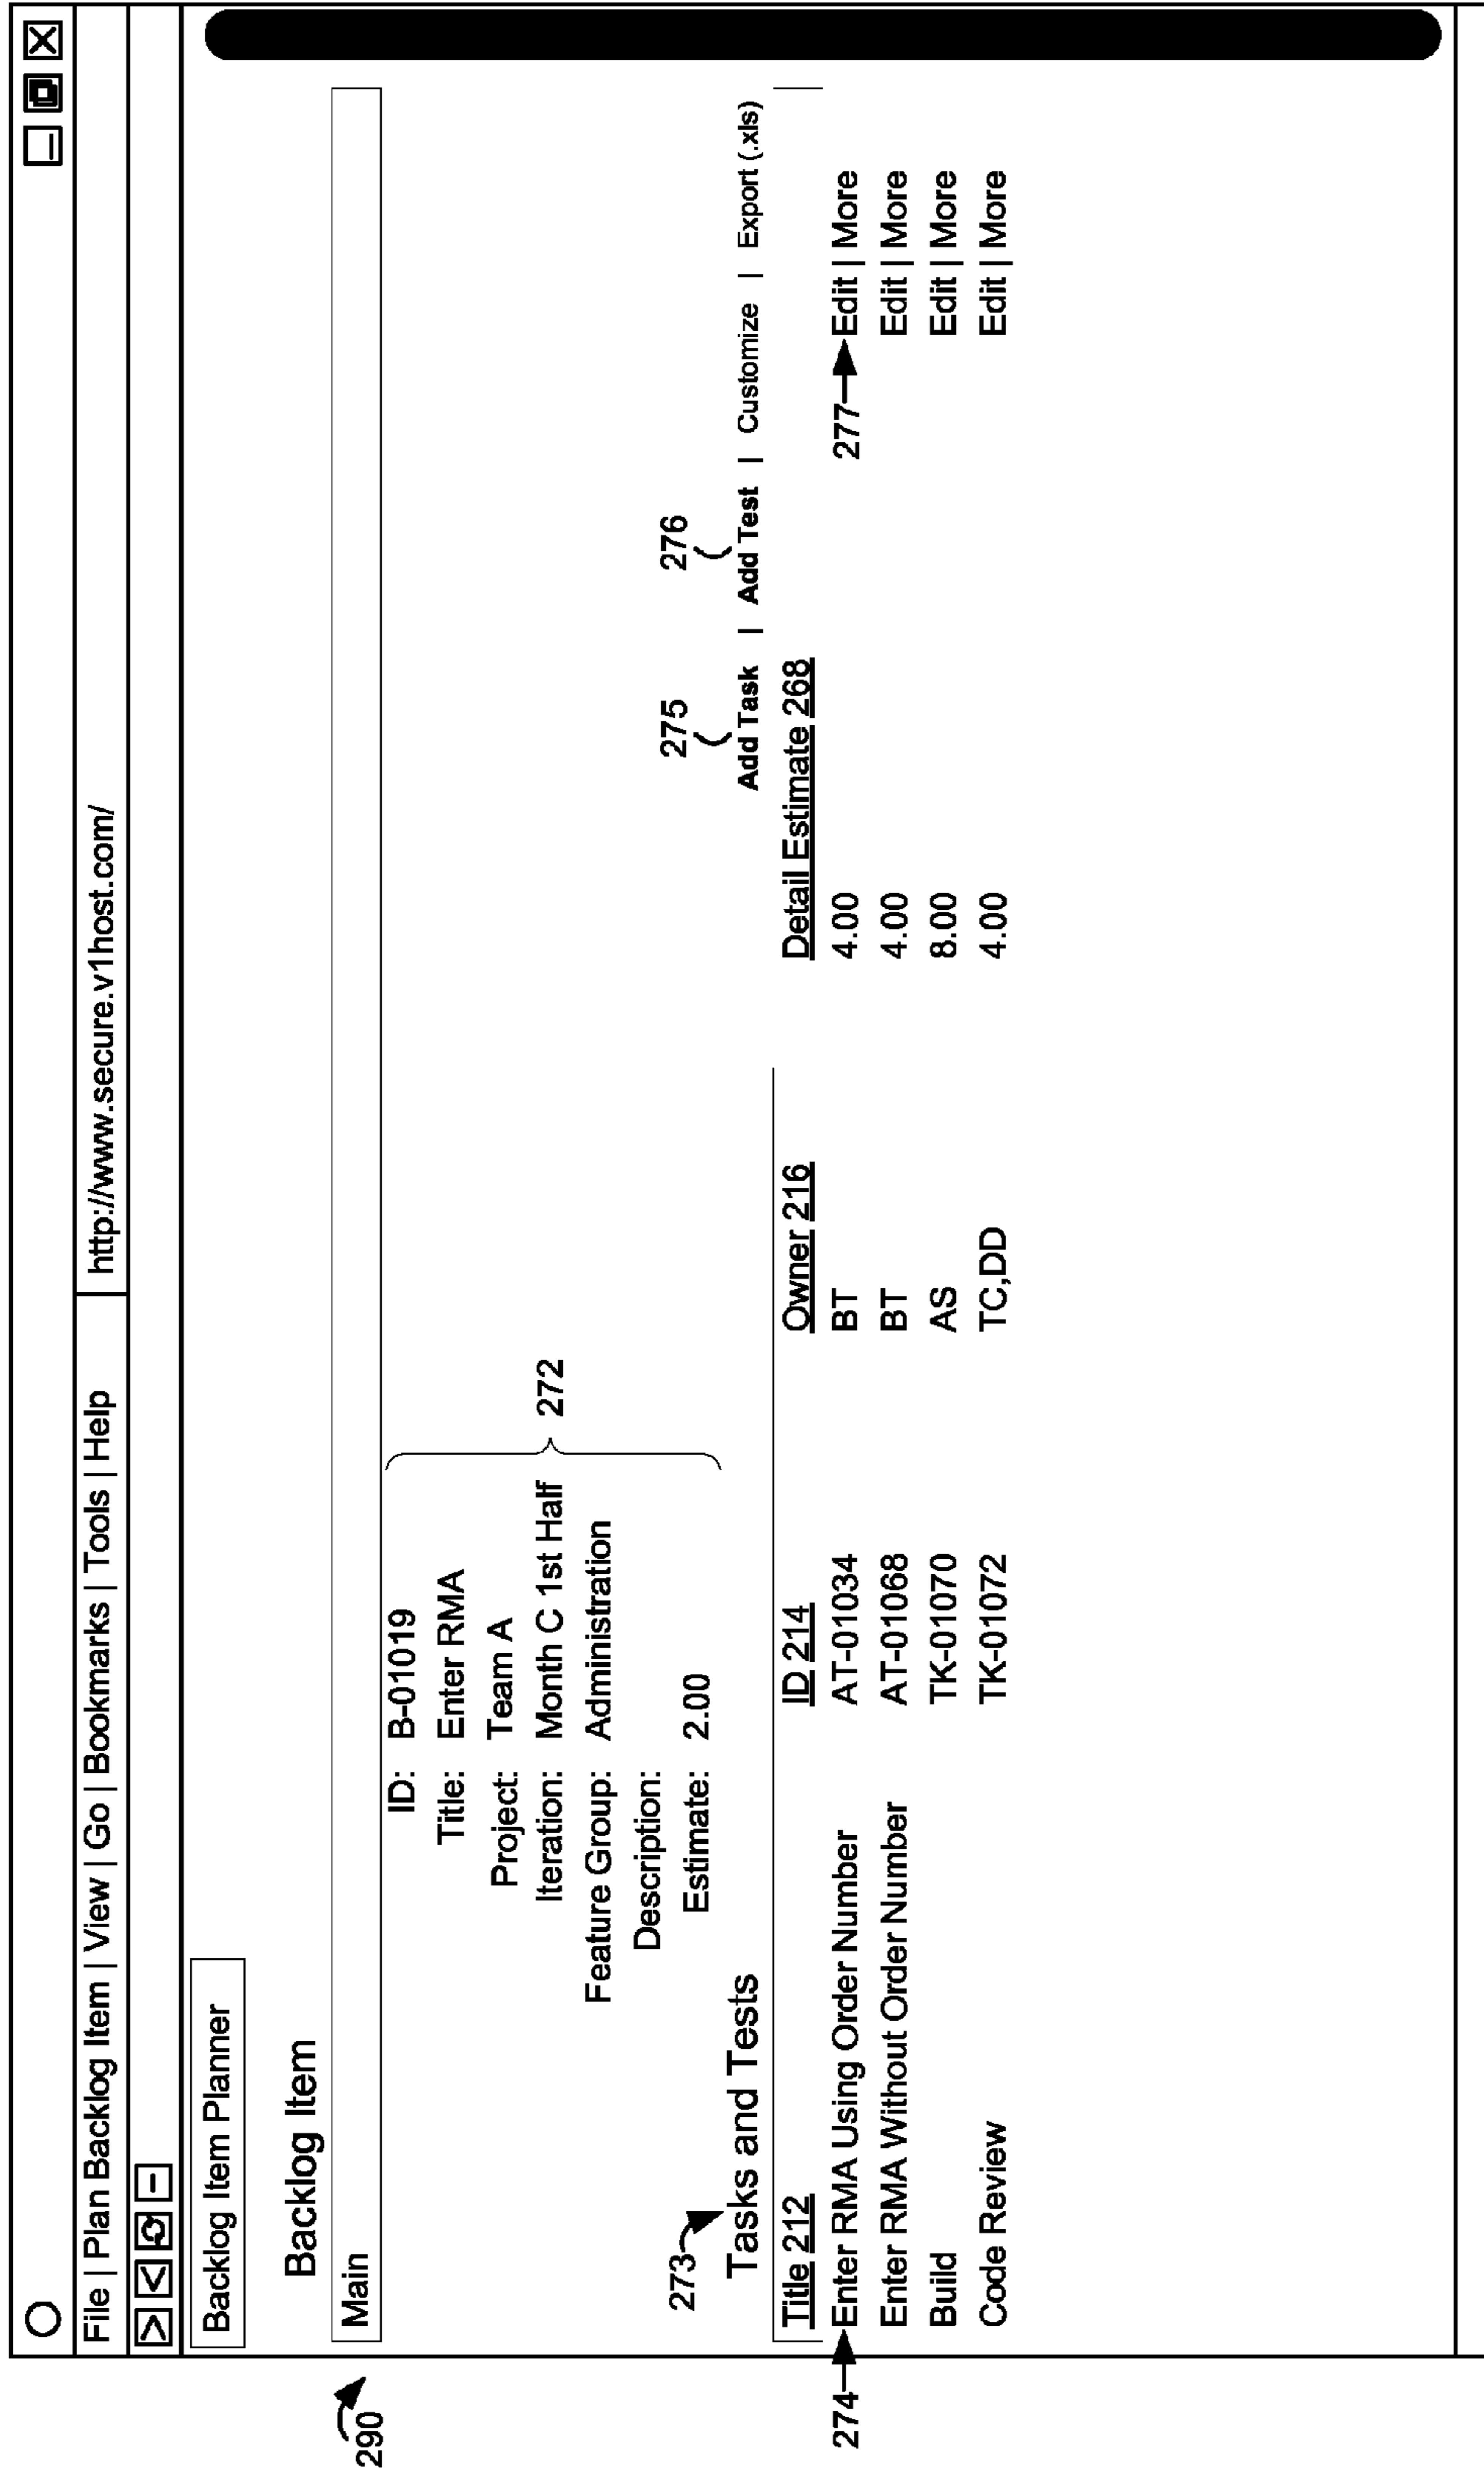 File | Plan Backlog Item | View | Go | Bookmarks | Tools | Help
http://www.secure.v1host.com/
Backlog Item Planner
Backlog Item
290
Main
ID: B-01019
Title: Enter RMA
Project: Team A
Iteration: Month C 1st Half
272
Feature Group: Administration
Description:
Estimate: 2.00
273
275
276
Tasks and Tests
Add Task | Add Test | Customize | Export (.xls)
Title 212 ID 214 Owner 216 Detail Estimate 268
274 Enter RMA Using Order Number AT-01034 BT 4.00 277 Edit | More
Enter RMA Without Order Number AT-01068 BT 4.00 Edit | More
Build TK-01070 AS 8.00 Edit | More
Code Review TK-01072 TC,DD 4.00 Edit | More